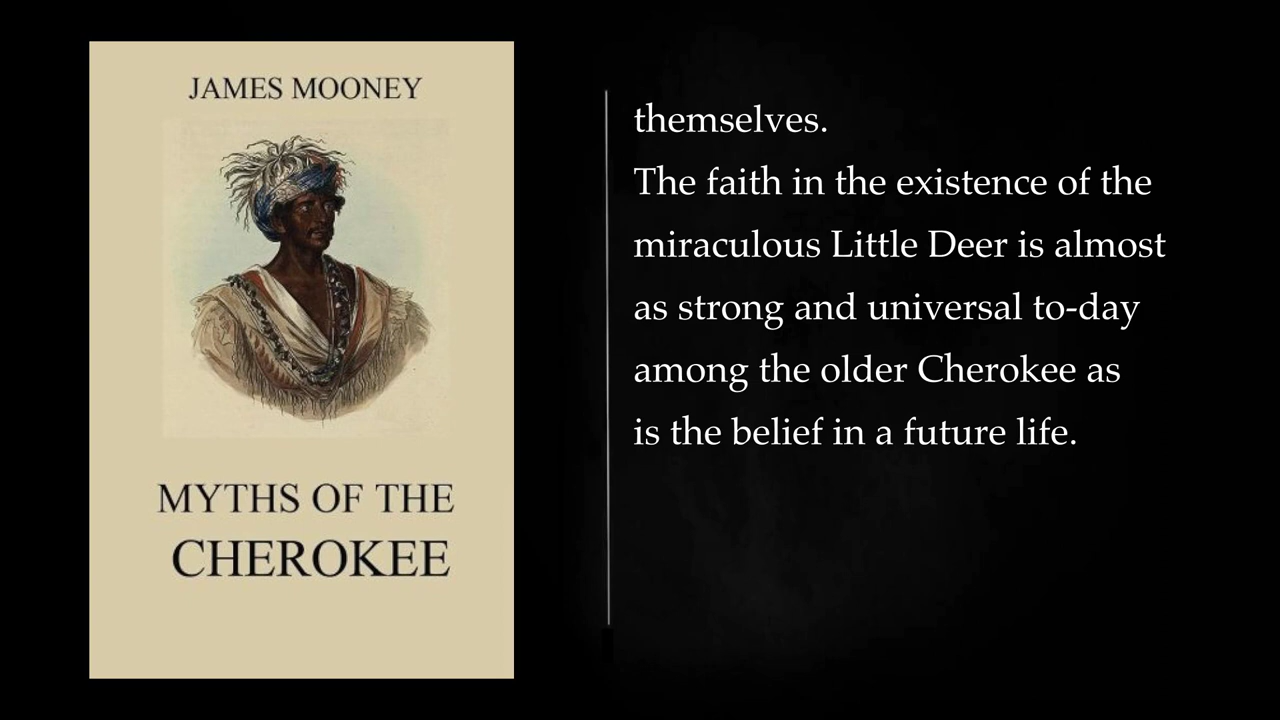 JAMES MOONEY
MYTHS OF THE
CHEROKEE
themselves.
The faith in the existence of the
miraculous Little Deer is almost
as strong and universal to-day
among the older Cherokee as
is the belief in a future life.